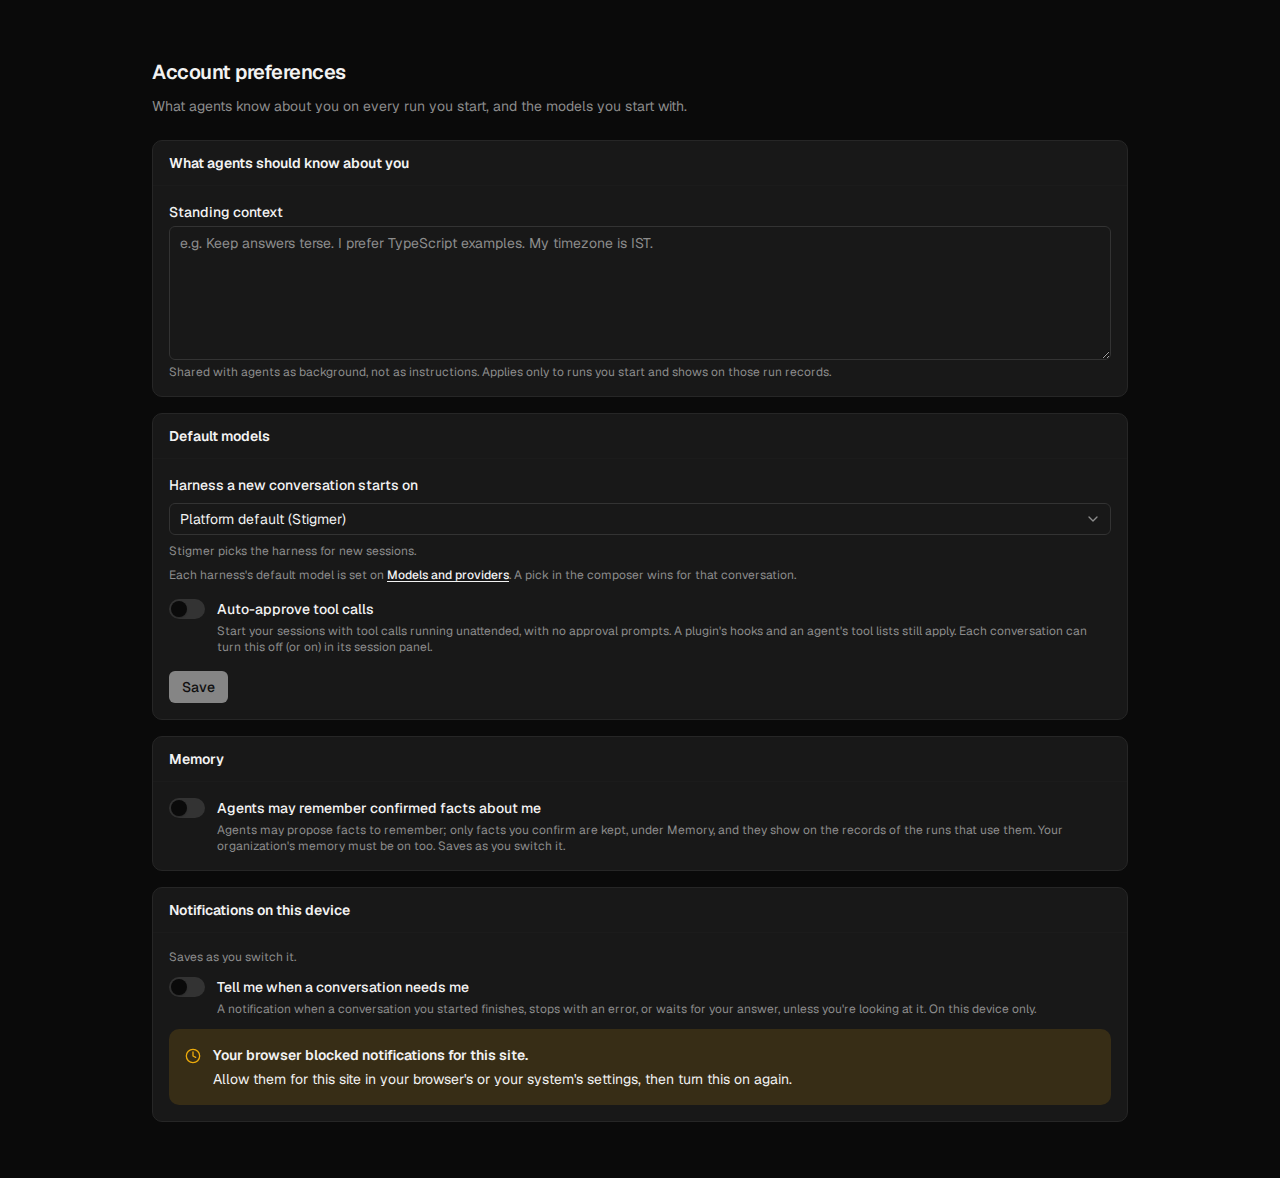 Account preferences
What agents know about you on every run you start, and the models you start with.
What agents should know about you
Standing context
e.g. Keep answers terse. I prefer TypeScript examples. My timezone is IST.
Shared with agents as background, not as instructions. Applies only to runs you start and shows on those run records.
Default models
Harness a new conversation starts on
Platform default (Stigmer)
Stigmer picks the harness for new sessions.
Each harness's default model is set on Models and providers. A pick in the composer wins for that conversation.
Auto-approve tool calls
Start your sessions with tool calls running unattended, with no approval prompts. A plugin's hooks and an agent's tool lists still apply. Each conversation can
turn this off (or on) in its session panel.
Save
Memory
Agents may remember confirmed facts about me
Agents may propose facts to remember; only facts you confirm are kept, under Memory, and they show on the records of the runs that use them. Your
organization's memory must be on too. Saves as you switch it.
Notifications on this device
Saves as you switch it.
Tell me when a conversation needs me
A notification when a conversation you started finishes, stops with an error, or waits for your answer, unless you're looking at it. On this device only.
Your browser blocked notifications for this site.
Allow them for this site in your browser's or your system's settings, then turn this on again.